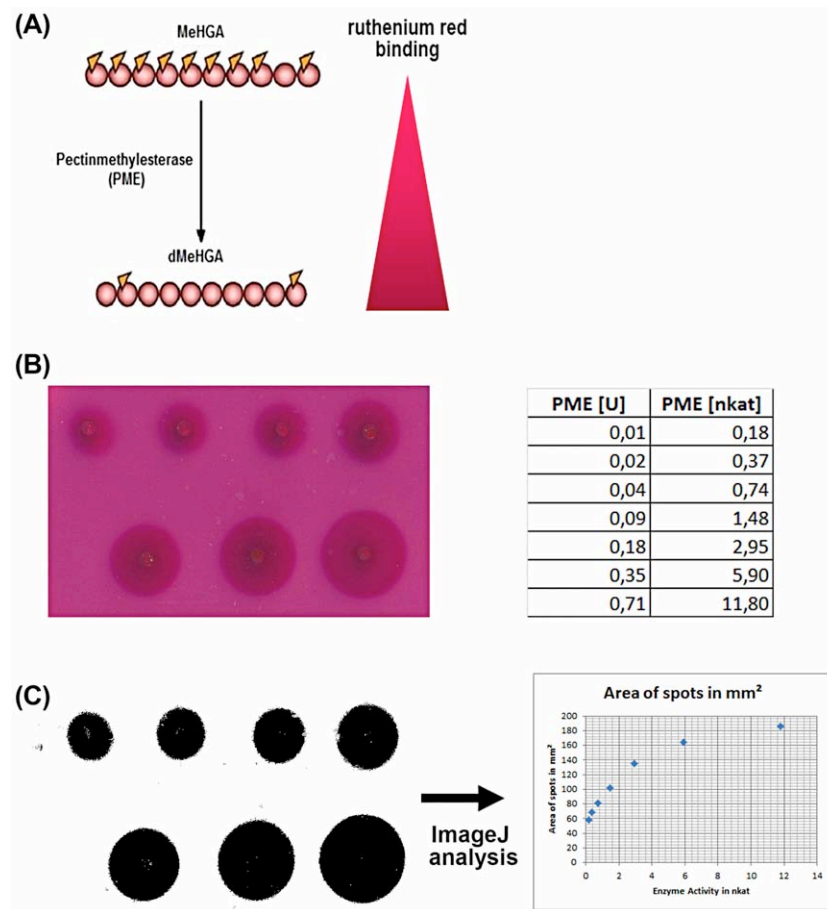 (A)
MeHGA
ruthenium red
binding
Pectinmethylesterase
(PME)
dMeHGA
(B)
PME [U] PME [nkat]
0,01 0,18
0,02 0,37
0,04 0,74
0,09 1,48
0,18 2,95
0,35 5,90
0,71 11,80
(C)
ImageJ
analysis
Area of spots in mm²
Area of spots in mm²
200
180
160
140
120
100
80
60
40
20
0
0 2 4 6 8 10 12 14
Enzyme Activity in nkat